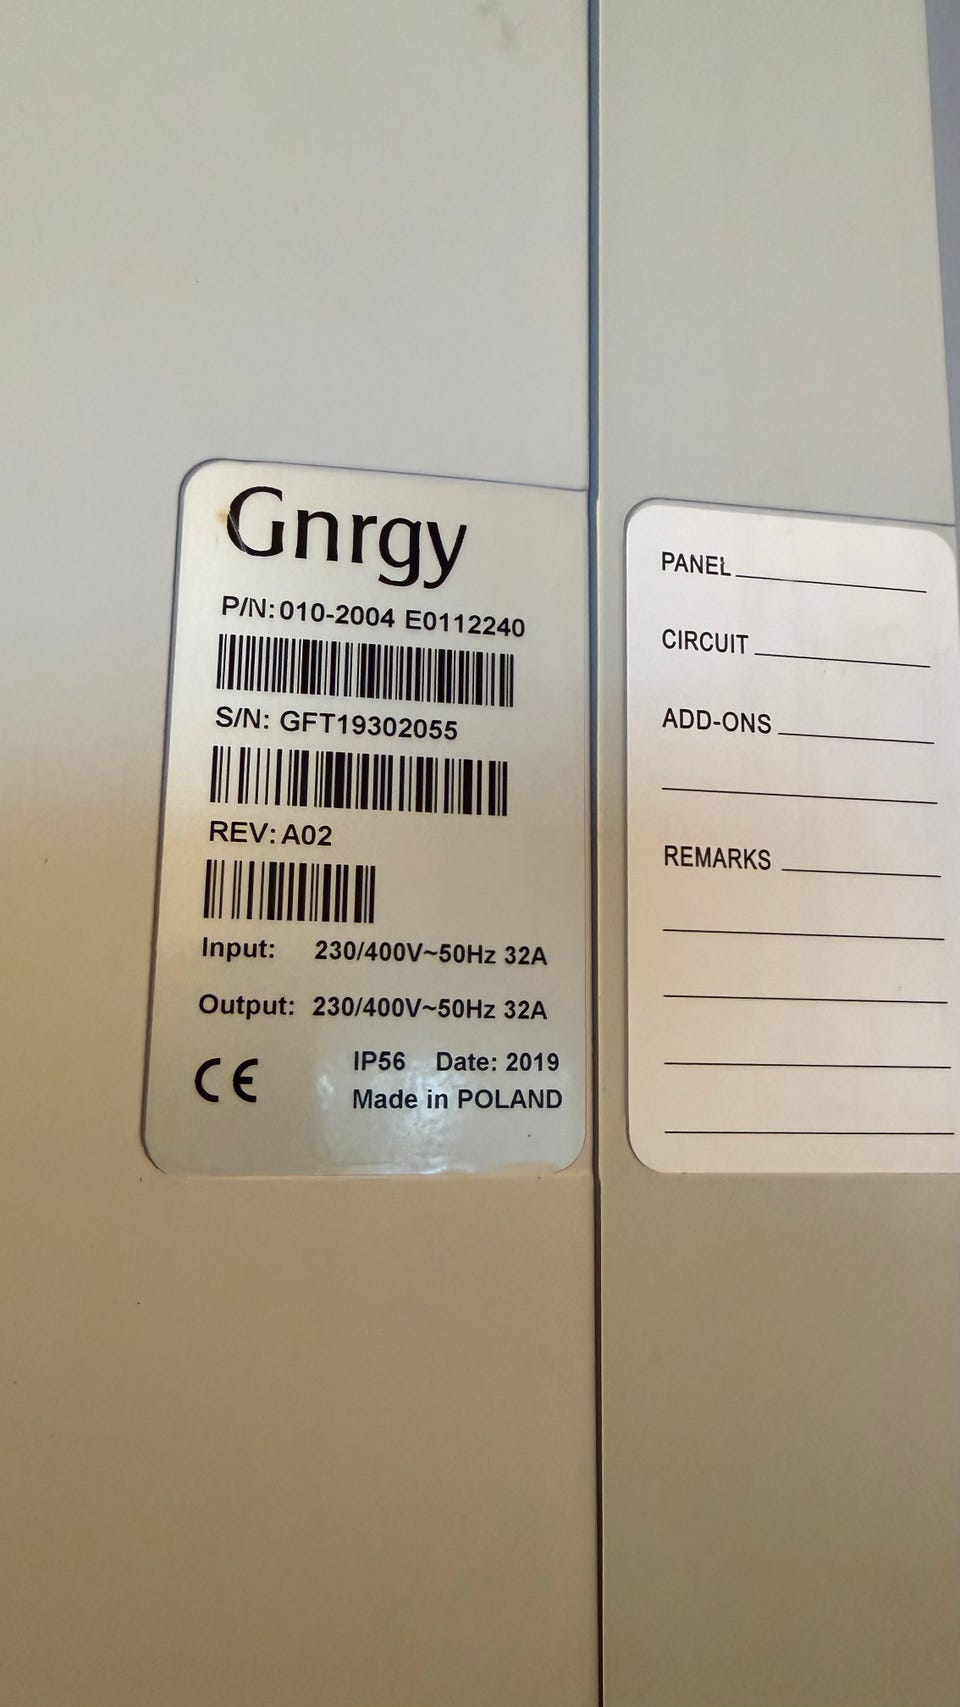 Gnrgy
P/N: 010-2004 E0112240
S/N: GFT19302055
REV: A02
Input: 230/400V~50Hz 32A
Output: 230/400V~50Hz 32A
CE IP56 Date: 2019
Made in POLAND
PANEL
CIRCUIT
ADD-ONS
REMARKS